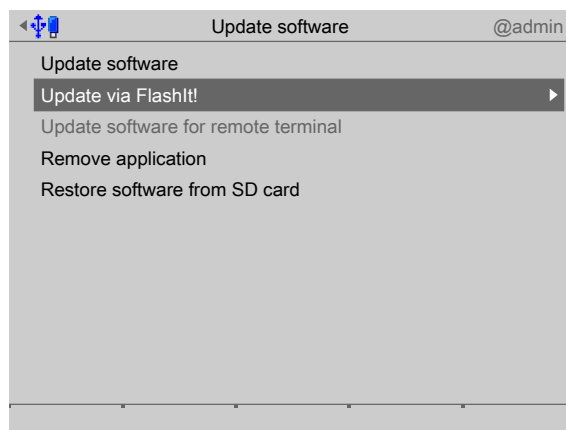 Update software @admin
Update software
Update via FlashIt!
Update software for remote terminal
Remove application
Restore software from SD card